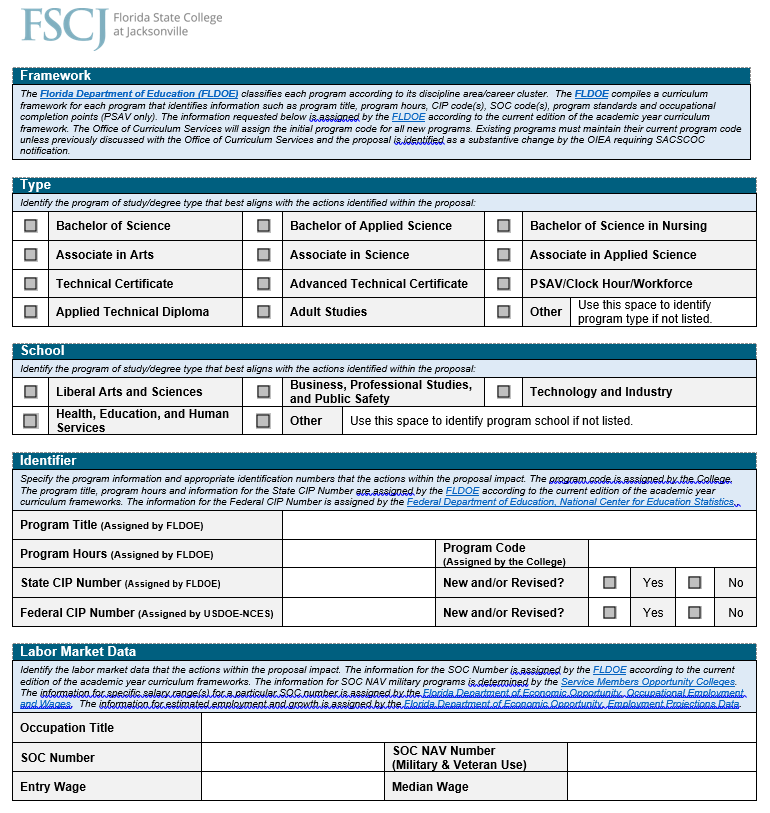 FSCJ Florida State College
at Jacksonville
Framework
The Florida Department of Education (FLDOE) classifies each program according to its discipline area/career cluster. The FLDOE compiles a curriculum
framework for each program that identifies information such as program title, program hours, CIP code(s), SOC code(s), program standards and occupational
completion points (PSAV only). The information requested below is assigned by the FLDOE according to the current edition of the academic year curriculum
framework. The Office of Curriculum Services will assign the initial program code for all new programs. Existing programs must maintain their current program code
unless previously discussed with the Office of Curriculum Services and the proposal is identified as a substantive change by the OIEA requiring SACSCOC
notification.
Type
Identify the program of study/degree type that best aligns with the actions identified within the proposal:
Bachelor of Science Bachelor of Applied Science Bachelor of Science in Nursing
Associate in Arts Associate in Science Associate in Applied Science
Technical Certificate Advanced Technical Certificate PSAV/Clock Hour/Workforce
Applied Technical Diploma Adult Studies Other Use this space to identify
program type if not listed.
School
Identify the program of study/degree type that best aligns with the actions identified within the proposal:
Liberal Arts and Sciences Business, Professional Studies,
and Public Safety Technology and Industry
Health, Education, and Human
Services Other Use this space to identify program school if not listed.
Identifier
Specify the program information and appropriate identification numbers that the actions within the proposal impact. The program code is assigned by the College.
The program title, program hours and information for the State CIP Number are assigned by the FLDOE according to the current edition of the academic year
curriculum frameworks. The information for the Federal CIP Number is assigned by the Federal Department of Education, National Center for Education Statistics.
Program Title (Assigned by FLDOE)
Program Hours (Assigned by FLDOE) Program Code
(Assigned by the College)
State CIP Number (Assigned by FLDOE) New and/or Revised? Yes No
Federal CIP Number (Assigned by USDOE-NCES) New and/or Revised? Yes No
Labor Market Data
Identify the labor market data that the actions within the proposal impact. The information for the SOC Number is assigned by the FLDOE according to the current
edition of the academic year curriculum frameworks. The information for SOC NAV military programs is determined by the Service Members Opportunity Colleges.
The information for specific salary range(s) for a particular SOC number is assigned by the Florida Department of Economic Opportunity, Occupational Employment
and Wages. The information for estimated employment and growth is assigned by the Florida Department of Economic Opportunity, Employment Projections Data.
Occupation Title
SOC Number SOC NAV Number
(Military & Veteran Use)
Entry Wage Median Wage